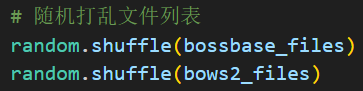 # 随机打乱文件列表
random.shuffle(bossbase_files)
random.shuffle(bows2_files)